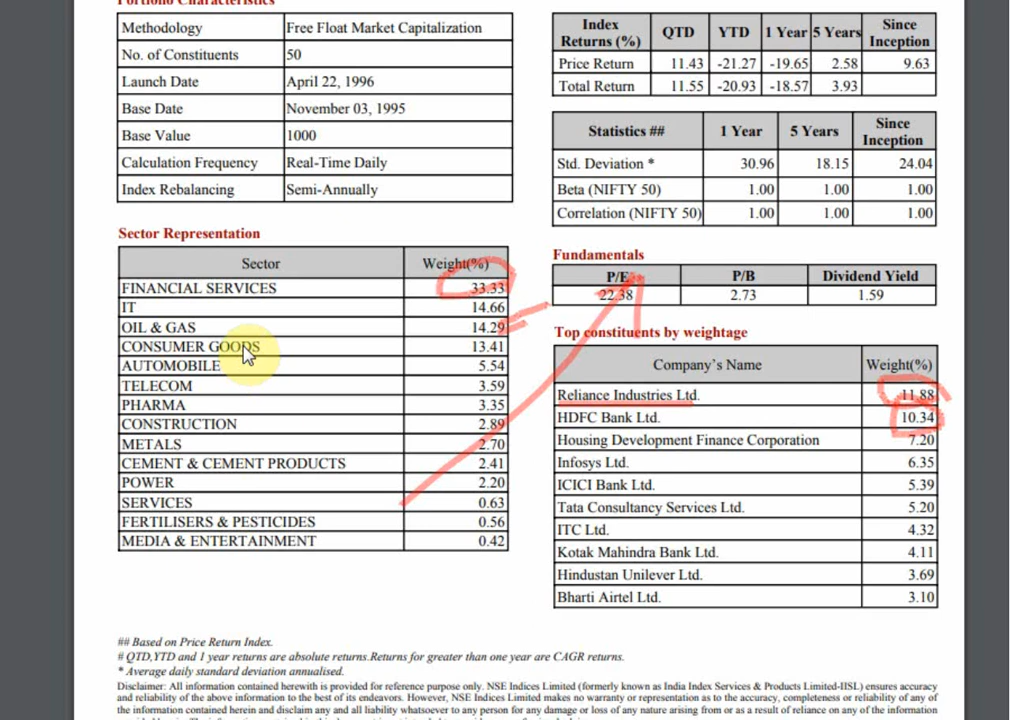 Portfolio Characteristics
Methodology Free Float Market Capitalization
No. of Constituents 50
Launch Date April 22, 1996
Base Date November 03, 1995
Base Value 1000
Calculation Frequency Real-Time Daily
Index Rebalancing Semi-Annually
Sector Representation
Sector Weight(%)
FINANCIAL SERVICES 33.33
IT 14.66
OIL & GAS 14.29
CONSUMER GOODS 13.41
AUTOMOBILE 5.54
TELECOM 3.59
PHARMA 3.35
CONSTRUCTION 2.89
METALS 2.70
CEMENT & CEMENT PRODUCTS 2.41
POWER 2.20
SERVICES 0.63
FERTILISERS & PESTICIDES 0.56
MEDIA & ENTERTAINMENT 0.42
Index Returns (%) QTD YTD 1 Year 5 Years Since Inception
Price Return 11.43 -21.27 -19.65 2.58 9.63
Total Return 11.55 -20.93 -18.57 3.93
Statistics ## 1 Year 5 Years Since Inception
Std. Deviation * 30.96 18.15 24.04
Beta (NIFTY 50) 1.00 1.00 1.00
Correlation (NIFTY 50) 1.00 1.00 1.00
Fundamentals
P/E P/B Dividend Yield
22.38 2.73 1.59
Top constituents by weightage
Company's Name Weight(%)
Reliance Industries Ltd. 11.88
HDFC Bank Ltd. 10.34
Housing Development Finance Corporation 7.20
Infosys Ltd. 6.35
ICICI Bank Ltd. 5.39
Tata Consultancy Services Ltd. 5.20
ITC Ltd. 4.32
Kotak Mahindra Bank Ltd. 4.11
Hindustan Unilever Ltd. 3.69
Bharti Airtel Ltd. 3.10
## Based on Price Return Index.
# QTD,YTD and 1 year returns are absolute returns.Returns for greater than one year are CAGR returns.
* Average daily standard deviation annualised.
Disclaimer: All information contained herewith is provided for reference purpose only. NSE Indices Limited (formerly known as India Index Services & Products Limited-IISL) ensures accuracy
and reliability of the above information to the best of its endeavors. However, NSE Indices Limited makes no warranty or representation as to the accuracy, completeness or reliability of any of
the information contained herein and disclaim any and all liability whatsoever to any person for any damage or loss of any nature arising from or as a result of reliance on any of the information